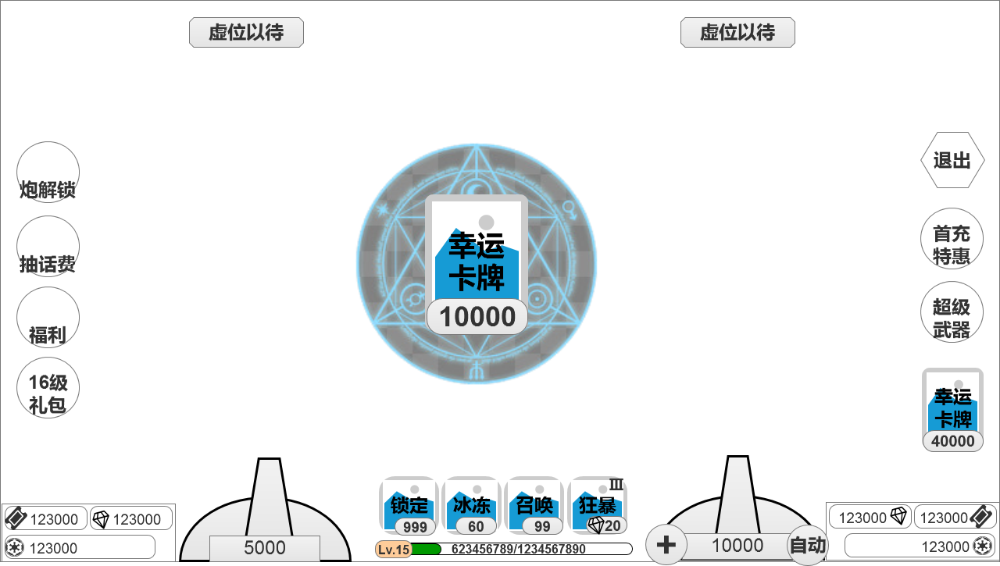 虚位以待
虚位以待
炮解锁
抽话费
福利
16级
礼包
幸运
卡牌
10000
退出
首充
特惠
超级
武器
幸运
卡牌
40000
锁定
999
冰冻
60
召唤
99
III
狂暴
20
Lv.15
623456789/1234567890
123000
123000
123000
5000
+
10000
自动
123000
123000
123000